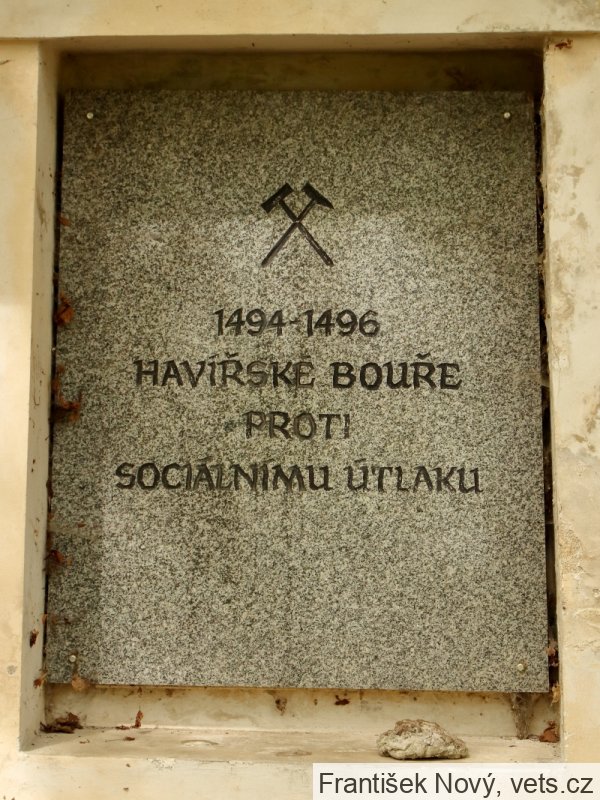 1494-1496
HAVÍŘSKÉ BOUŘE
PROTI
SOCIÁLNÍMU ÚTLAKU
František Nový, vets.cz